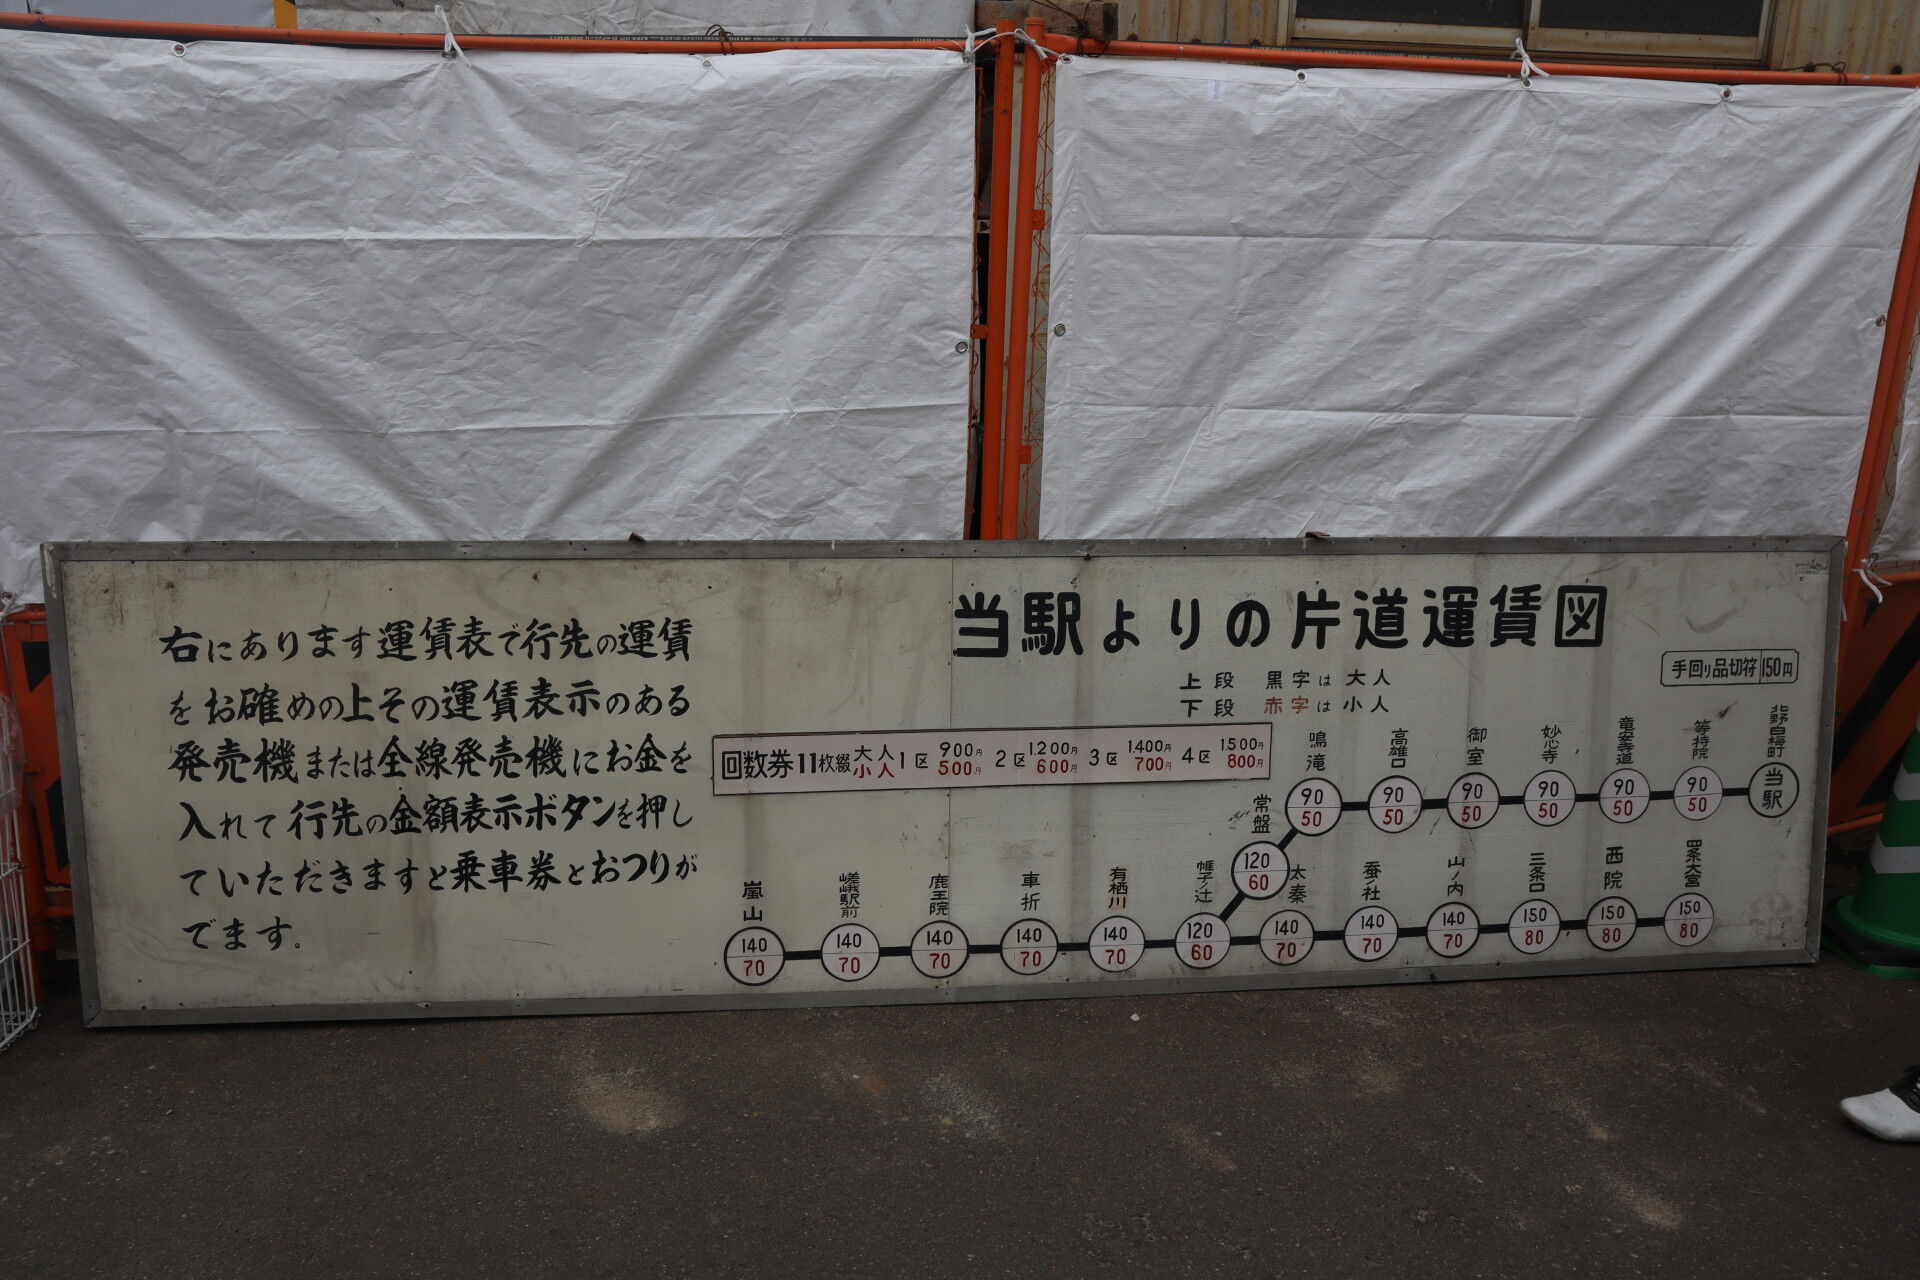 右にあります運賃表で行先の運賃
をお確めの上その運賃表示のある
発売機または全線発売機にお金を
入れて行先の金額表示ボタンを押し
ていただきますと乗車券とおつりが
でます。
当駅よりの片道運賃図
上段 黒字は大人
下段 赤字は小人
手回り品切符 150円
回数券11枚綴 大人 小人 1区 900円 500円 2区 1.200円 600円 3区 1.400円 700円 4区 1.500円 800円
鳴滝 高雄口 御室 妙心寺 竜安寺道 等持院 北野白梅町
90 90 90 90 90 90 当駅
50 50 50 50 50 50
常盤
120
60
嵐山 嵯峨駅前 鹿王院 車折 有栖川 帷子ノ辻 太秦 蚕ノ社 山ノ内 三条口 西院 四条大宮
140 140 140 140 140 120 140 140 140 150 150 150
70 70 70 70 70 60 70 70 70 80 80 80